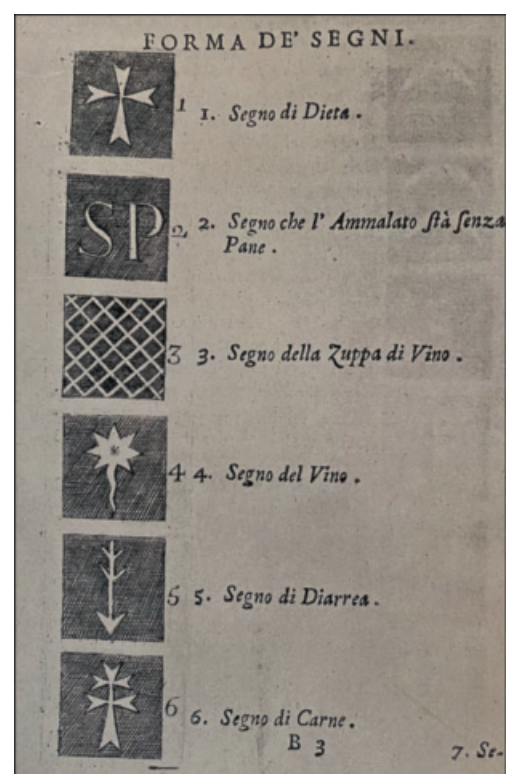 FORMA DE' SEGNI.
1 1. Segno di Dieta.
SP 2 2. Segno che l' Ammalato ſtà ſenza
Pane.
3 3. Segno della Zuppa di Vino.
4 4. Segno del Vino.
5 5. Segno di Diarrea.
6 6. Segno di Carne.
B 3
7. Se-